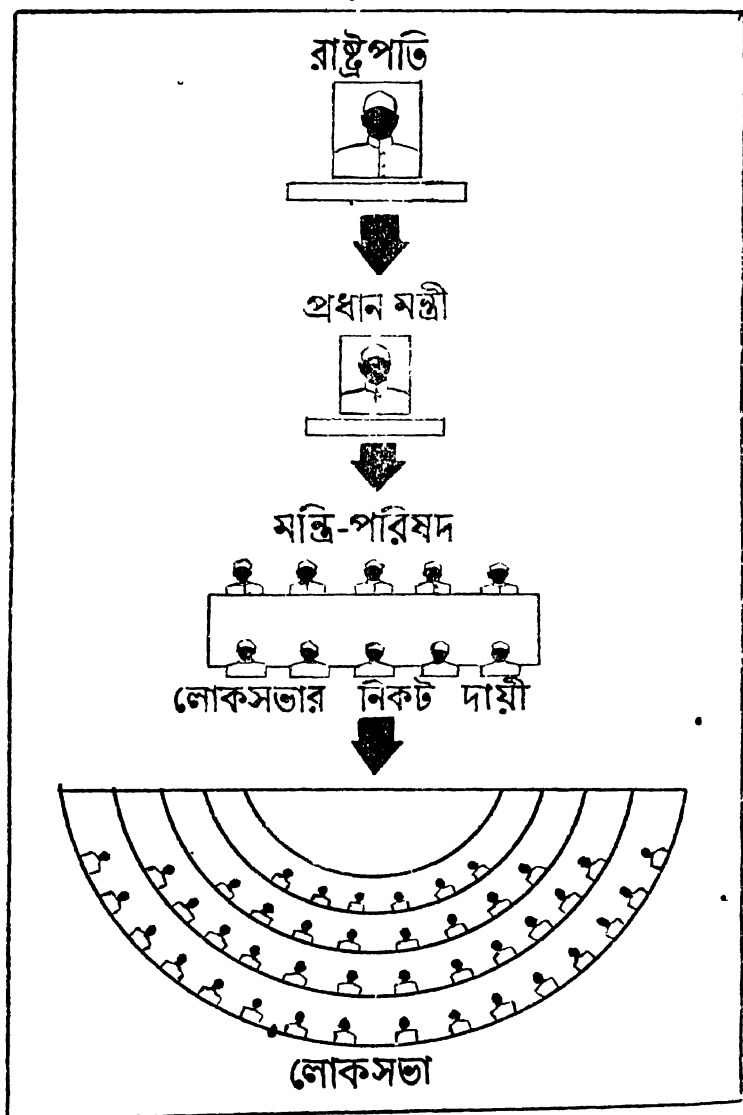 রাষ্ট্রপতি
প্রধান মন্ত্রী
মন্ত্রি-পরিষদ
লোকসভার নিকট দায়ী
লোকসভা